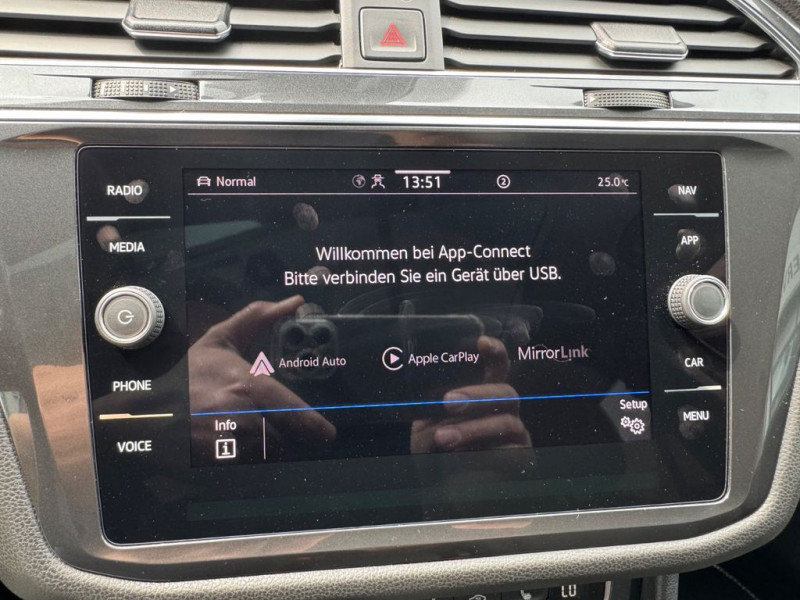 RADIO
MEDIA
PHONE
VOICE
Normal
13:51
2
25.0°C
Willkommen bei App-Connect
Bitte verbinden Sie ein Gerät über USB.
Android Auto
Apple CarPlay
MirrorLink
Info
Setup
NAV
APP
CAR
MENU
LO